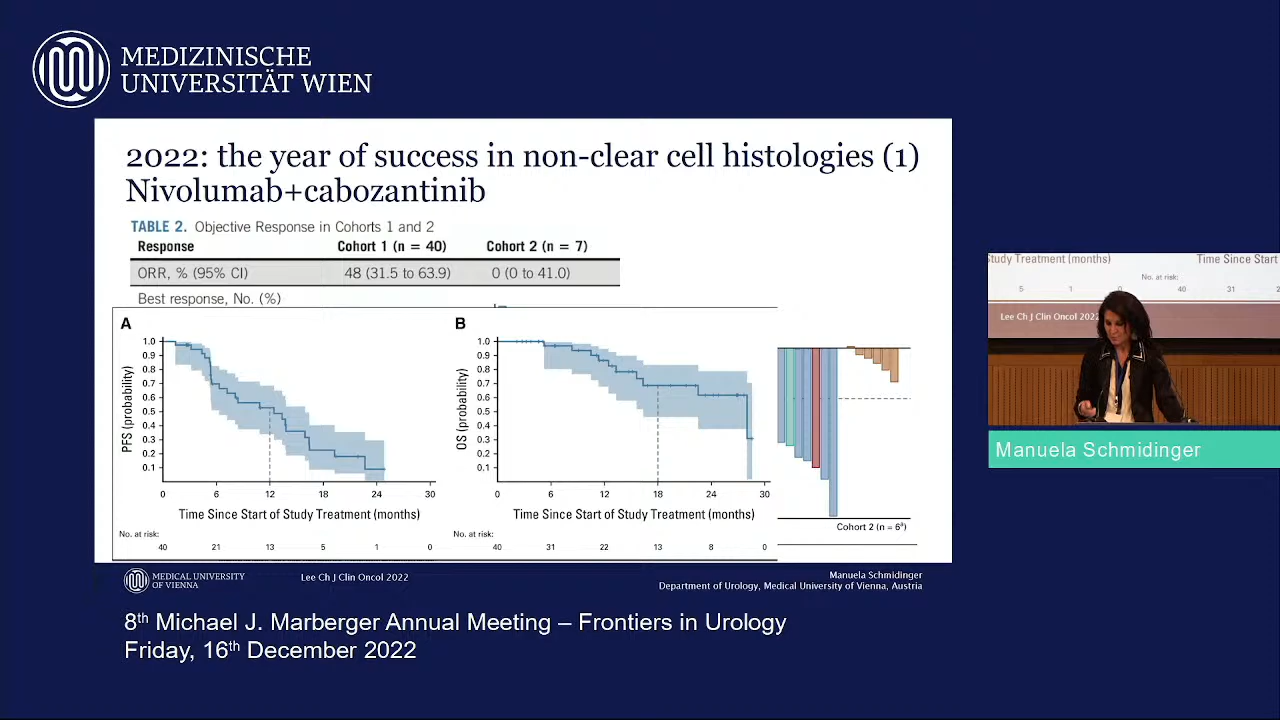 MEDIZINISCHE
UNIVERSITÄT WIEN
2022: the year of success in non-clear cell histologies (1)
Nivolumab+cabozantinib
TABLE 2. Objective Response in Cohorts 1 and 2
Response Cohort 1 (n = 40) Cohort 2 (n = 7)
ORR, % (95% CI) 48 (31.5 to 63.9) 0 (0 to 41.0)
Best response, No. (%)
A
PFS (probability)
1.0
0.9
0.8
0.7
0.6
0.5
0.4
0.3
0.2
0.1
0 6 12 18 24 30
Time Since Start of Study Treatment (months)
No. at risk:
40 21 13 5 1 0
B
OS (probability)
1.0
0.9
0.8
0.7
0.6
0.5
0.4
0.3
0.2
0.1
0 6 12 18 24 30
Time Since Start of Study Treatment (months)
No. at risk:
40 31 22 13 8 0
Cohort 2 (n = 6ᵃ)
MEDICAL UNIVERSITY
OF VIENNA
Lee Ch J Clin Oncol 2022
Manuela Schmidinger
Department of Urology, Medical University of Vienna, Austria
Study Treatment (months) Time Since Start
No. at risk:
5 1 0 40 31 2
Lee Ch J Clin Oncol 2022
Manuela Schmidinger
8th Michael J. Marberger Annual Meeting – Frontiers in Urology
Friday, 16th December 2022